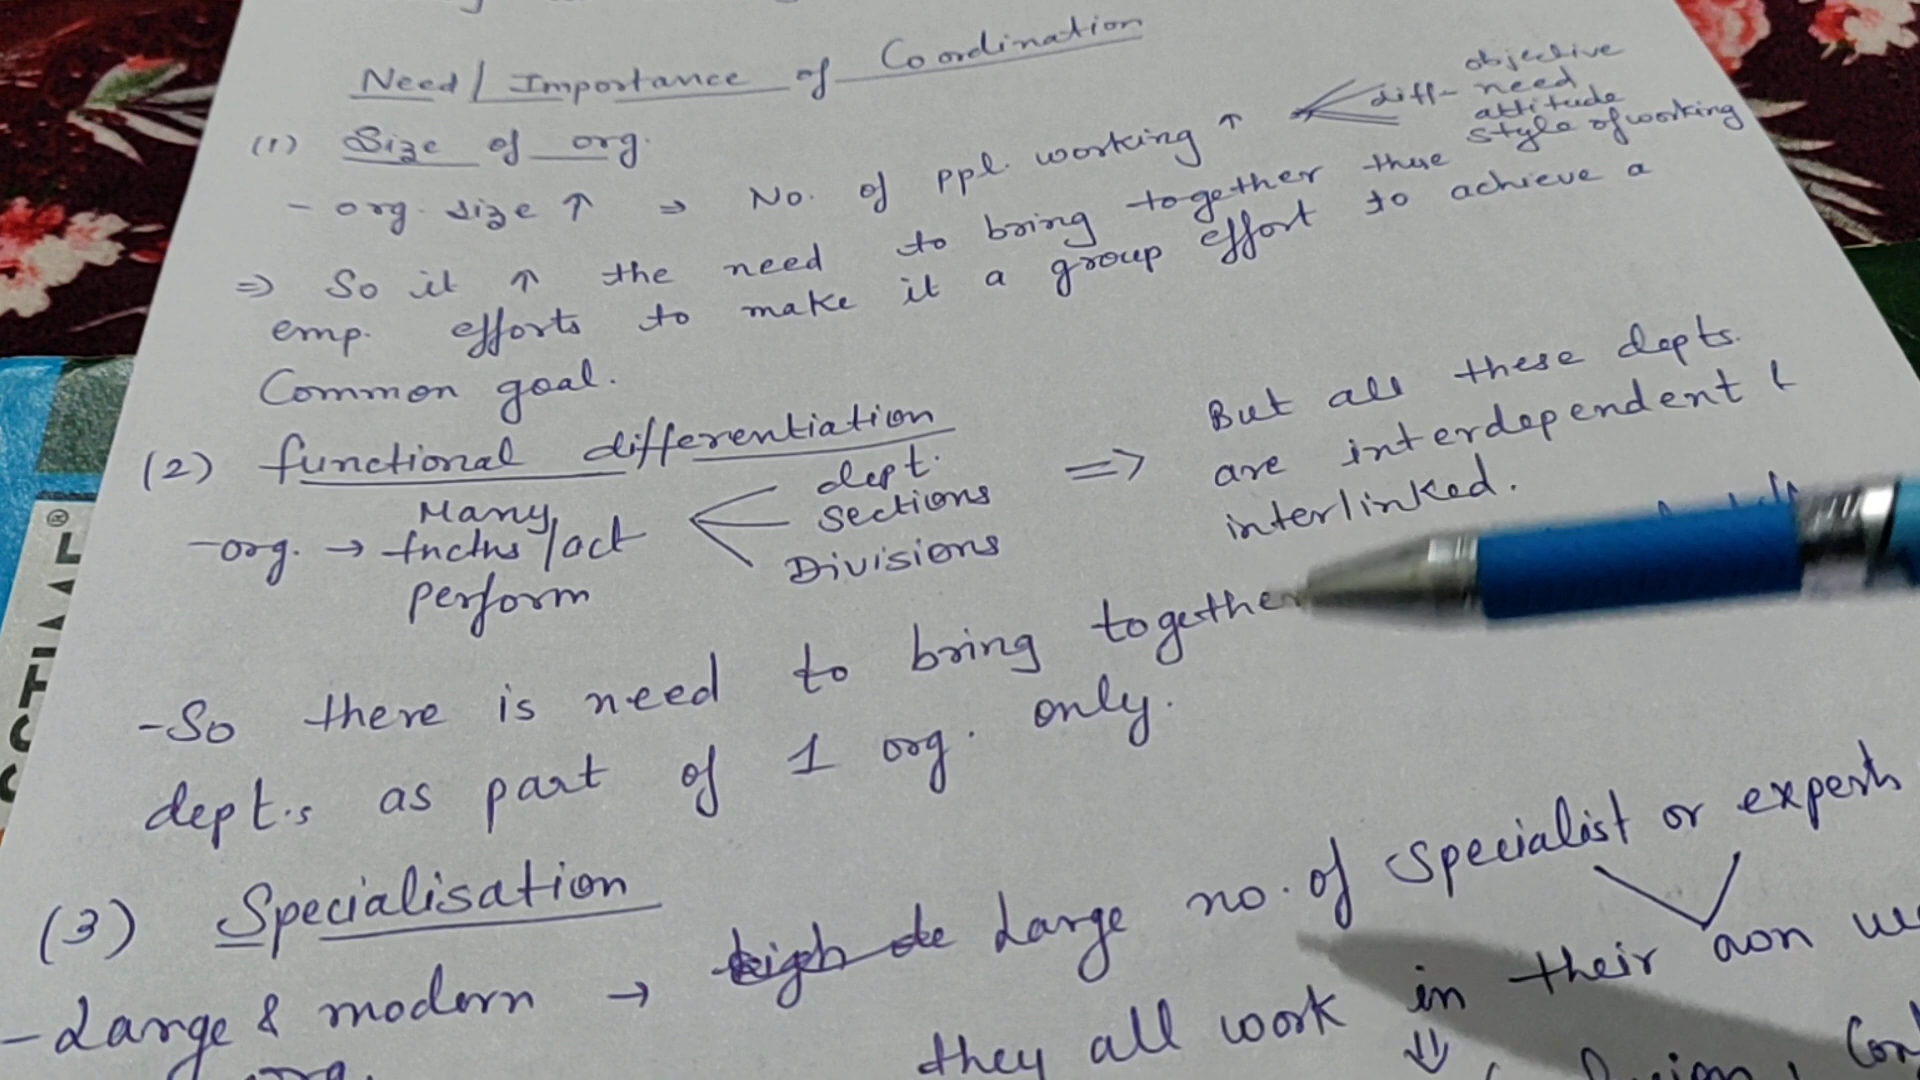 Need/ Importance of Coordination
(1) Size of org.
- org. size ↑ ⇒ No. of ppl. working ↑
diff- objective
need
attitude
style of working
⇒ So it ↑ the need to bring together these
emp. efforts to make it a group effort to achieve a
Common goal.
(2) functional differentiation
- org. → Many
fnctns/act
perform
dept.
Sections
Divisions
⇒ But all these depts.
are interdependent &
interlinked.
- So there is need to bring together
dept.s as part of 1 org. only.
(3) Specialisation
- Large & modern → Large no. of specialist or experts
org.
they all work in their own
®